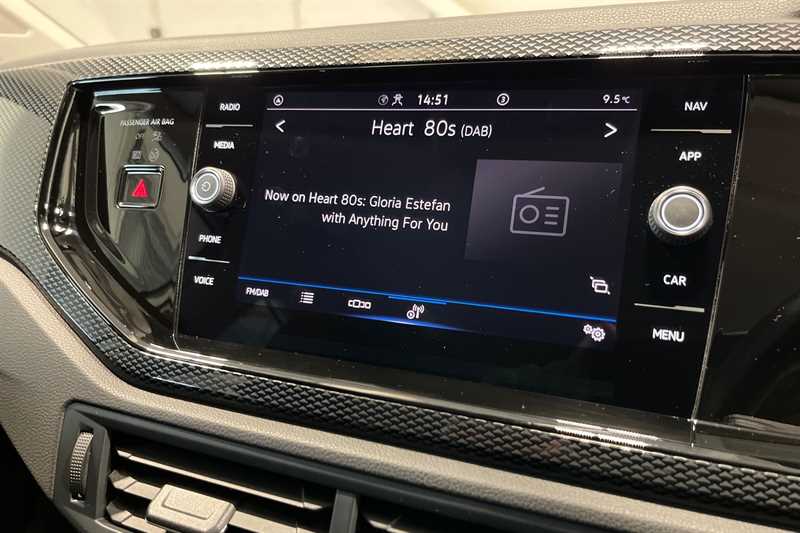 PASSENGER AIR BAG
RADIO
MEDIA
PHONE
VOICE
14:51
3
9.5°C
Heart 80s (DAB)
Now on Heart 80s: Gloria Estefan
with Anything For You
FM/DAB
NAV
APP
CAR
MENU